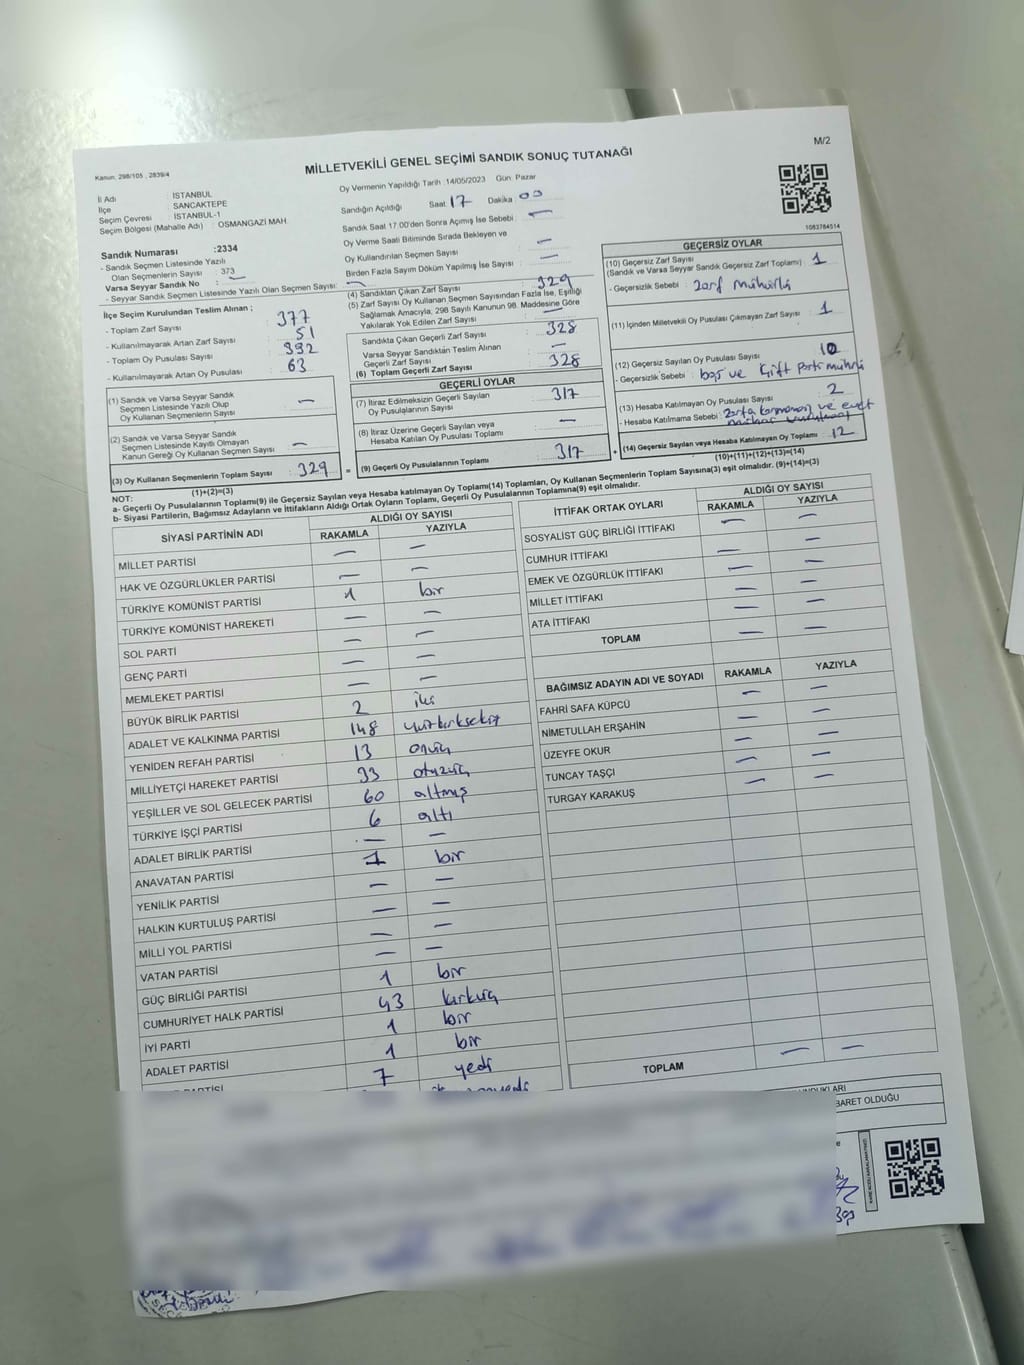 Kanun: 298/105 , 2839/4
MİLLETVEKİLİ GENEL SEÇİMİ SANDIK SONUÇ TUTANAĞI
M/2
İl Adı : İSTANBUL
İlçe : SANCAKTEPE
Seçim Çevresi : İSTANBUL-1
Seçim Bölgesi (Mahalle Adı) : OSMANGAZİ MAH.
Oy Vermenin Yapıldığı Tarih :14/05/2023 Gün: Pazar
Sandığın Açıldığı Saat 17 Dakika 03
Sandık Saat 17.00'den Sonra Açılmış İse Sebebi : —
Oy Verme Saati Bitiminde Sırada Bekleyen ve
Oy Kullandırılan Seçmen Sayısı : —
Birden Fazla Sayım Döküm Yapılmış İse Sayısı : —
1083784514
Sandık Numarası :2334
- Sandık Seçmen Listesinde Yazılı
Olan Seçmenlerin Sayısı : 373
Varsa Seyyar Sandık No : —
- Seyyar Sandık Seçmen Listesinde Yazılı Olan Seçmen Sayısı: —
İlçe Seçim Kurulundan Teslim Alınan ;
- Toplam Zarf Sayısı : 377
- Kullanılmayarak Artan Zarf Sayısı : 51
- Toplam Oy Pusulası Sayısı : 392
- Kullanılmayarak Artan Oy Pusulası : 63
(1) Sandık ve Varsa Seyyar Sandık
Seçmen Listesinde Yazılı Olup
Oy Kullanan Seçmenlerin Sayısı : —
(2) Sandık ve Varsa Seyyar Sandık
Seçmen Listesinde Kayıtlı Olmayan
Kanun Gereği Oy Kullanan Seçmen Sayısı : —
(3) Oy Kullanan Seçmenlerin Toplam Sayısı : 329
(1)+(2)=(3)
(4) Sandıktan Çıkan Zarf Sayısı : 329
(5) Zarf Sayısı Oy Kullanan Seçmen Sayısından Fazla İse, Eşitliği
Sağlamak Amacıyla, 298 Sayılı Kanunun 98. Maddesine Göre
Yakılarak Yok Edilen Zarf Sayısı : —
Sandıkta Çıkan Geçerli Zarf Sayısı : 328
Varsa Seyyar Sandıktan Teslim Alınan
Geçerli Zarf Sayısı : —
(6) Toplam Geçerli Zarf Sayısı : 328
GEÇERLİ OYLAR
(7) İtiraz Edilmeksizin Geçerli Sayılan
Oy Pusulalarının Sayısı : 317
(8) İtiraz Üzerine Geçerli Sayılan veya
Hesaba Katılan Oy Pusulası Toplamı : —
= (9) Geçerli Oy Pusulalarının Toplamı : 317
GEÇERSİZ OYLAR
(10) Geçersiz Zarf Sayısı
(Sandık ve Varsa Seyyar Sandık Geçersiz Zarf Toplamı) : 1
- Geçersizlik Sebebi : zarf mühürlü
(11) İçinden Milletvekili Oy Pusulası Çıkmayan Zarf Sayısı : 1
(12) Geçersiz Sayılan Oy Pusulası Sayısı : 10
- Geçersizlik Sebebi : boş ve çift parti mühürlü
(13) Hesaba Katılmayan Oy Pusulası Sayısı : 2
- Hesaba Katılmama Sebebi : ve evet
+ (14) Geçersiz Sayılan veya Hesaba Katılmayan Oy Toplamı : 12
(10)+(11)+(12)+(13)=(14)
NOT:
a- Geçerli Oy Pusulalarının Toplamı(9) ile Geçersiz Sayılan veya Hesaba katılmayan Oy Toplamı(14) Toplamları, Oy Kullanan Seçmenlerin Toplam Sayısına(3) eşit olmalıdır. (9)+(14)=(3)
b- Siyasi Partilerin, Bağımsız Adayların ve İttifakların Aldığı Ortak Oyların Toplamı, Geçerli Oy Pusulalarının Toplamına(9) eşit olmalıdır.
SİYASİ PARTİNİN ADI ALDIĞI OY SAYISI
RAKAMLA YAZIYLA
MİLLET PARTİSİ — —
HAK VE ÖZGÜRLÜKLER PARTİSİ — —
TÜRKİYE KOMÜNİST PARTİSİ 1 bir
TÜRKİYE KOMÜNİST HAREKETİ — —
SOL PARTİ — —
GENÇ PARTİ — —
MEMLEKET PARTİSİ — —
BÜYÜK BİRLİK PARTİSİ 2 iki
ADALET VE KALKINMA PARTİSİ 148 yüzkırksekiz
YENİDEN REFAH PARTİSİ 13 onüç
MİLLİYETÇİ HAREKET PARTİSİ 33 otuzüç
YEŞİLLER VE SOL GELECEK PARTİSİ 60 altmış
TÜRKİYE İŞÇİ PARTİSİ 6 altı
ADALET BİRLİK PARTİSİ — —
ANAVATAN PARTİSİ 1 bir
YENİLİK PARTİSİ — —
HALKIN KURTULUŞ PARTİSİ — —
MİLLİ YOL PARTİSİ — —
VATAN PARTİSİ — —
GÜÇ BİRLİĞİ PARTİSİ 1 bir
CUMHURİYET HALK PARTİSİ 43 kırküç
İYİ PARTİ 1 bir
ADALET PARTİSİ 1 bir
PARTİSİ 7 yedi
İTTİFAK ORTAK OYLARI ALDIĞI OY SAYISI
RAKAMLA YAZIYLA
SOSYALİST GÜÇ BİRLİĞİ İTTİFAKI — —
CUMHUR İTTİFAKI — —
EMEK VE ÖZGÜRLÜK İTTİFAKI — —
MİLLET İTTİFAKI — —
ATA İTTİFAKI — —
TOPLAM — —
BAĞIMSIZ ADAYIN ADI VE SOYADI RAKAMLA YAZIYLA
FAHRİ SAFA KÜPCÜ — —
NİMETULLAH ERŞAHİN — —
ÜZEYFE OKUR — —
TUNCAY TAŞÇI — —
TURGAY KARAKUŞ — —
TOPLAM — —
BARET OLDUĞU